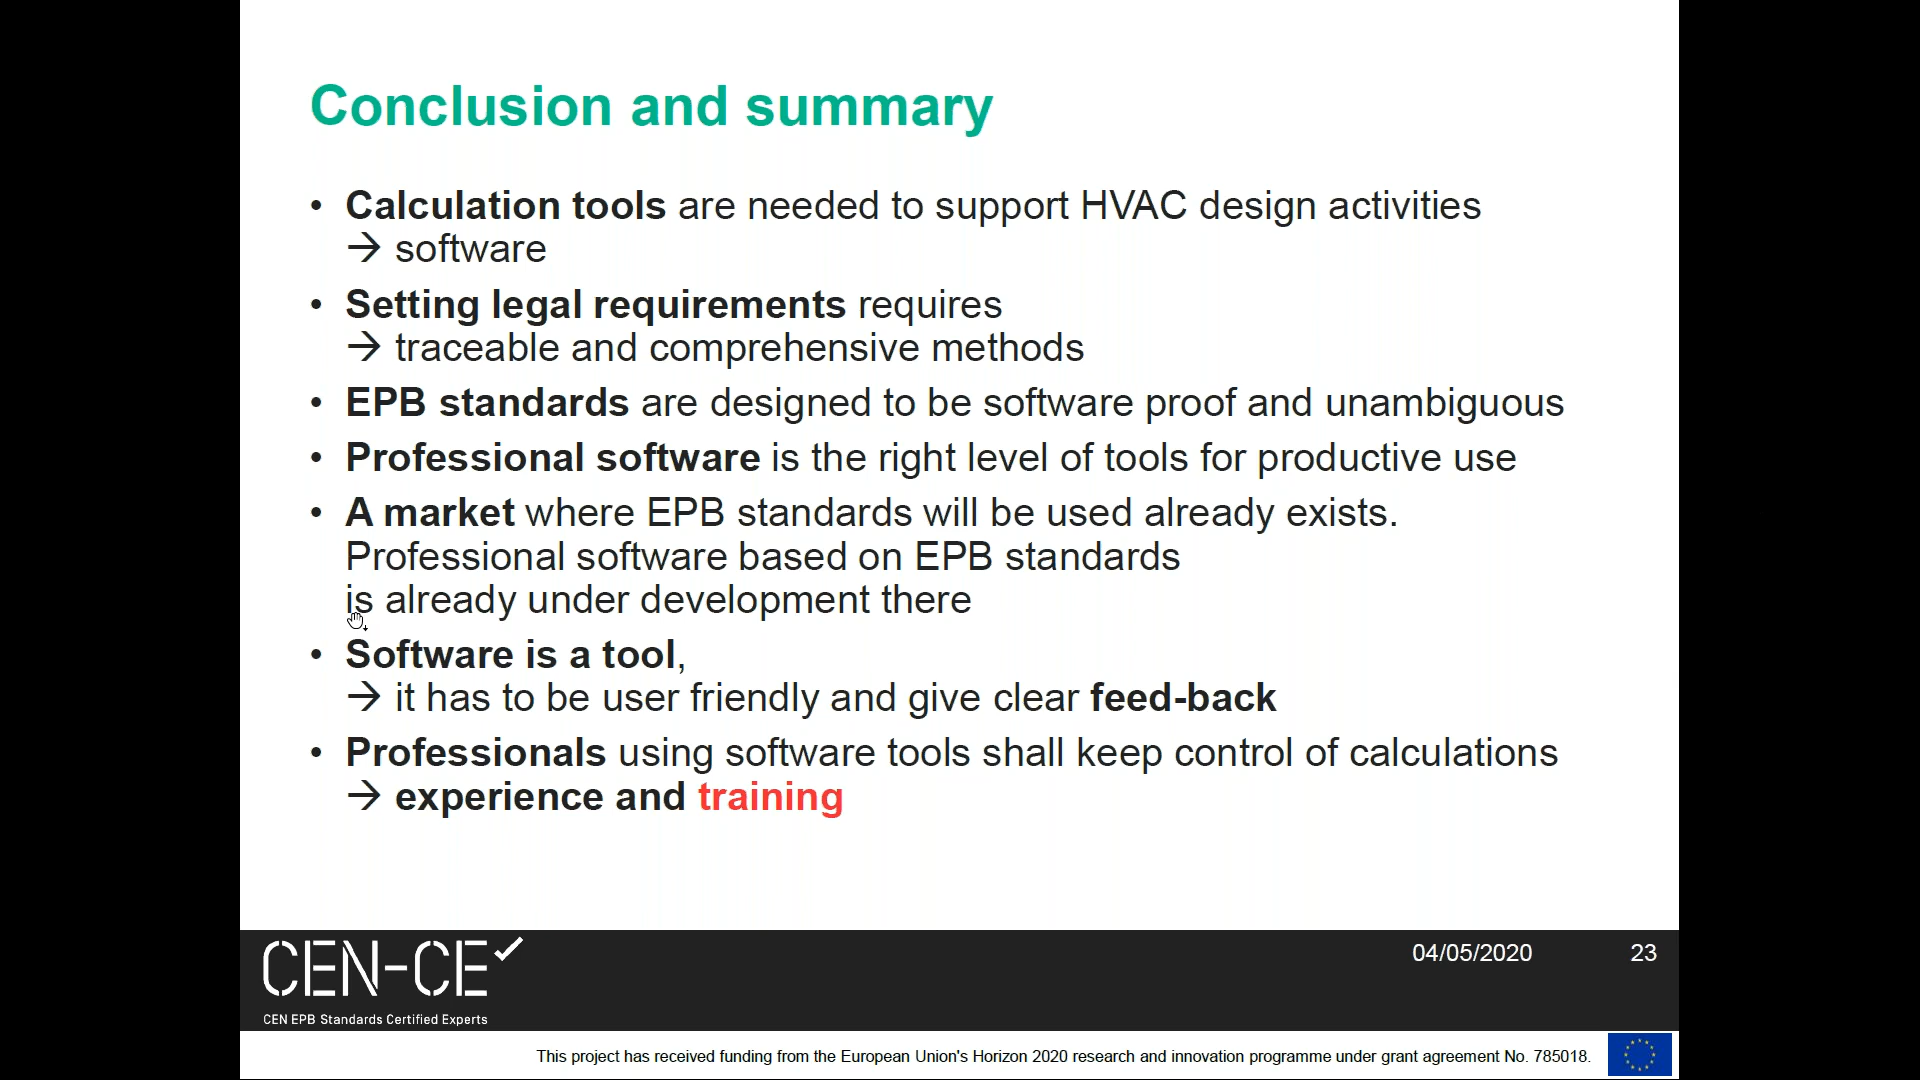 Conclusion and summary
• Calculation tools are needed to support HVAC design activities
→ software
• Setting legal requirements requires
→ traceable and comprehensive methods
• EPB standards are designed to be software proof and unambiguous
• Professional software is the right level of tools for productive use
• A market where EPB standards will be used already exists.
Professional software based on EPB standards
is already under development there
• Software is a tool,
→ it has to be user friendly and give clear feed-back
• Professionals using software tools shall keep control of calculations
→ experience and training
CEN-CE
04/05/2020 23
CEN EPB Standards Certified Experts
This project has received funding from the European Union's Horizon 2020 research and innovation programme under grant agreement No. 785018.